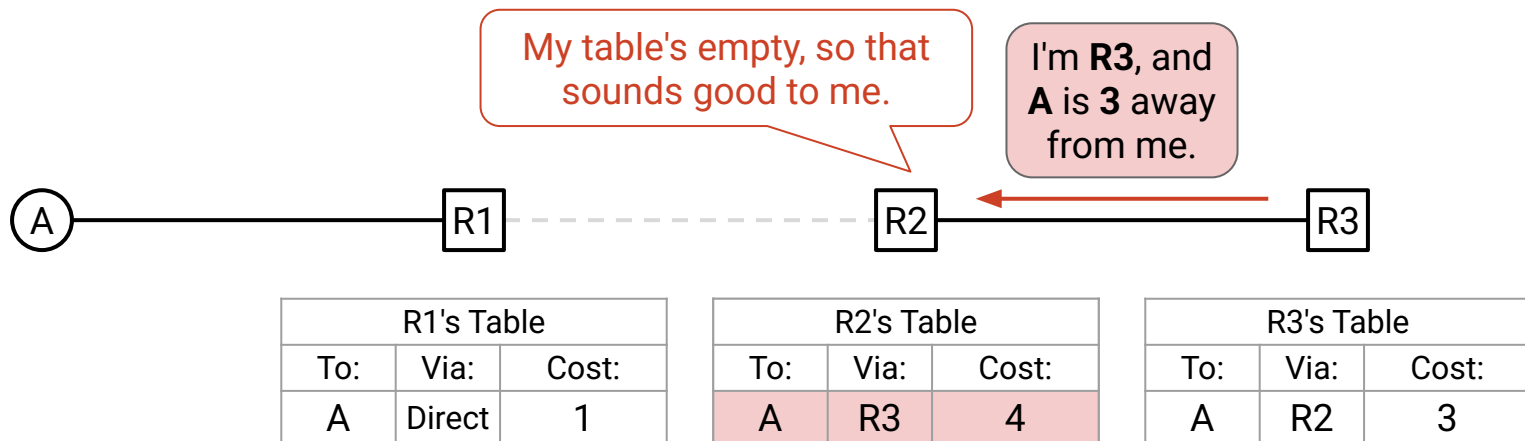 My table's empty, so that
sounds good to me.
I'm R3, and
A is 3 away
from me.
A
R1
R2
R3
R1's Table
To: Via: Cost:
A Direct 1
R2's Table
To: Via: Cost:
A R3 4
R3's Table
To: Via: Cost:
A R2 3